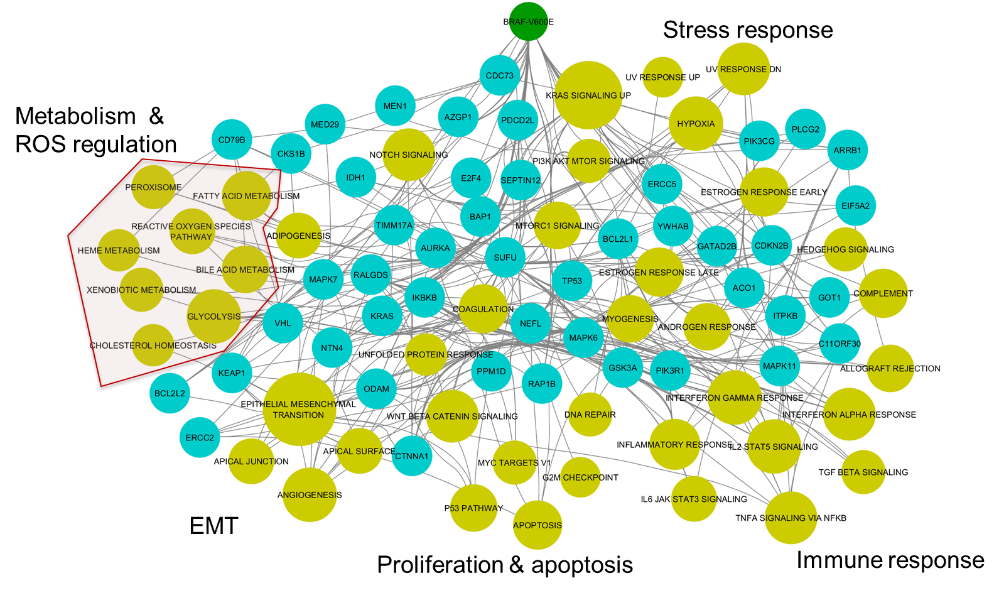 BRAF-V600E
Stress response
UV RESPONSE DN
UV RESPONSE UP
CDC73
KRAS SIGNALING UP
MEN1
AZGP1
PDCD2L
HYPOXIA
Metabolism &
ROS regulation
MED29
CD79B
CKS1B
NOTCH SIGNALING
PI3K AKT MTOR SIGNALING
PIK3CG
PLCG2
ARRB1
PEROXISOME
FATTY ACID METABOLISM
IDH1
E2F4
SEPTIN12
ERCC5
ESTROGEN RESPONSE EARLY
EIF5A2
REACTIVE OXYGEN SPECIES
PATHWAY
ADIPOGENESIS
TIMM17A
BAP1
MTORC1 SIGNALING
BCL2L1
YWHAB
GATAD2B
CDKN2B
HEDGEHOG SIGNALING
HEME METABOLISM
BILE ACID METABOLISM
AURKA
SUFU
MAPK7
RALGDS
TP53
ESTROGEN RESPONSE LATE
ACO1
GOT1
COMPLEMENT
XENOBIOTIC METABOLISM
GLYCOLYSIS
VHL
KRAS
IKBKB
COAGULATION
NEFL
MYOGENESIS
ANDROGEN RESPONSE
ITPKB
CHOLESTEROL HOMEOSTASIS
NTN4
UNFOLDED PROTEIN RESPONSE
MAPK6
C11ORF30
KEAP1
PPM1D
RAP1B
GSK3A
PIK3R1
MAPK11
ALLOGRAFT REJECTION
BCL2L2
EPITHELIAL MESENCHYMAL
TRANSITION
ODAM
WNT BETA CATENIN SIGNALING
DNA REPAIR
INTERFERON GAMMA RESPONSE
INTERFERON ALPHA RESPONSE
ERCC2
APICAL JUNCTION
APICAL SURFACE
CTNNA1
MYC TARGETS V1
INFLAMMATORY RESPONSE
IL2 STAT5 SIGNALING
TGF BETA SIGNALING
ANGIOGENESIS
P53 PATHWAY
G2M CHECKPOINT
IL6 JAK STAT3 SIGNALING
TNFA SIGNALING VIA NFKB
EMT
APOPTOSIS
Proliferation & apoptosis
Immune response